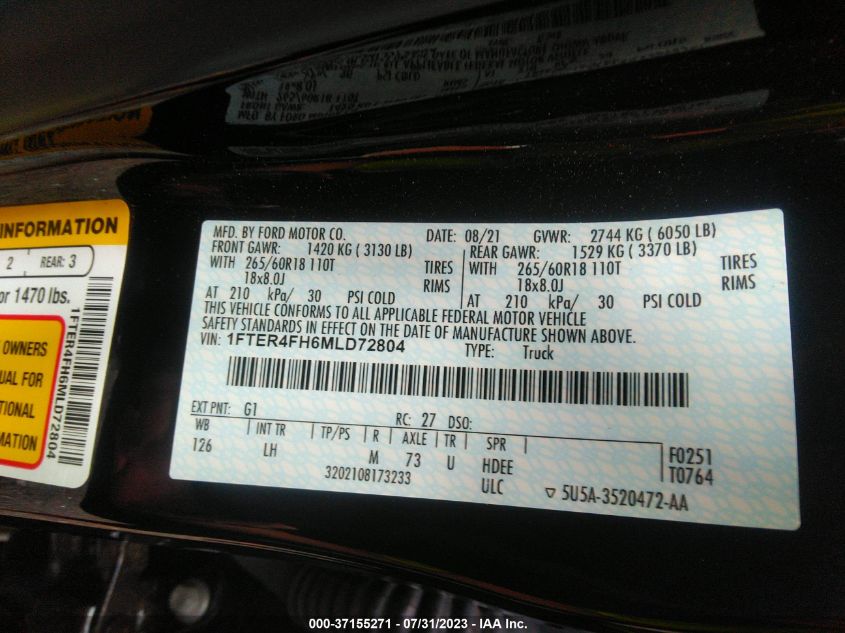 INFORMATION
2 REAR: 3
or 1470 lbs.
OWNERS
UAL FOR
TIONAL
MATION
1FTER4FH6MLD72804
MFD. BY FORD MOTOR CO. DATE: 08/21 GVWR: 2744 KG ( 6050 LB)
FRONT GAWR: 1420 KG ( 3130 LB) REAR GAWR: 1529 KG ( 3370 LB)
WITH 265/60R18 110T TIRES WITH 265/60R18 110T TIRES
18x8.0J RIMS 18x8.0J RIMS
AT 210 kPa/ 30 PSI COLD AT 210 kPa/ 30 PSI COLD
THIS VEHICLE CONFORMS TO ALL APPLICABLE FEDERAL MOTOR VEHICLE
SAFETY STANDARDS IN EFFECT ON THE DATE OF MANUFACTURE SHOWN ABOVE.
VIN: 1FTER4FH6MLD72804 TYPE: Truck
EXT PNT: G1 RC: 27 DSO:
WB INT TR TP/PS R AXLE TR SPR
126 LH M 73 U HDEE F0251
3202108173233 ULC T0764
▽ 5U5A-3520472-AA
000-37155271 - 07/31/2023 - IAA Inc.